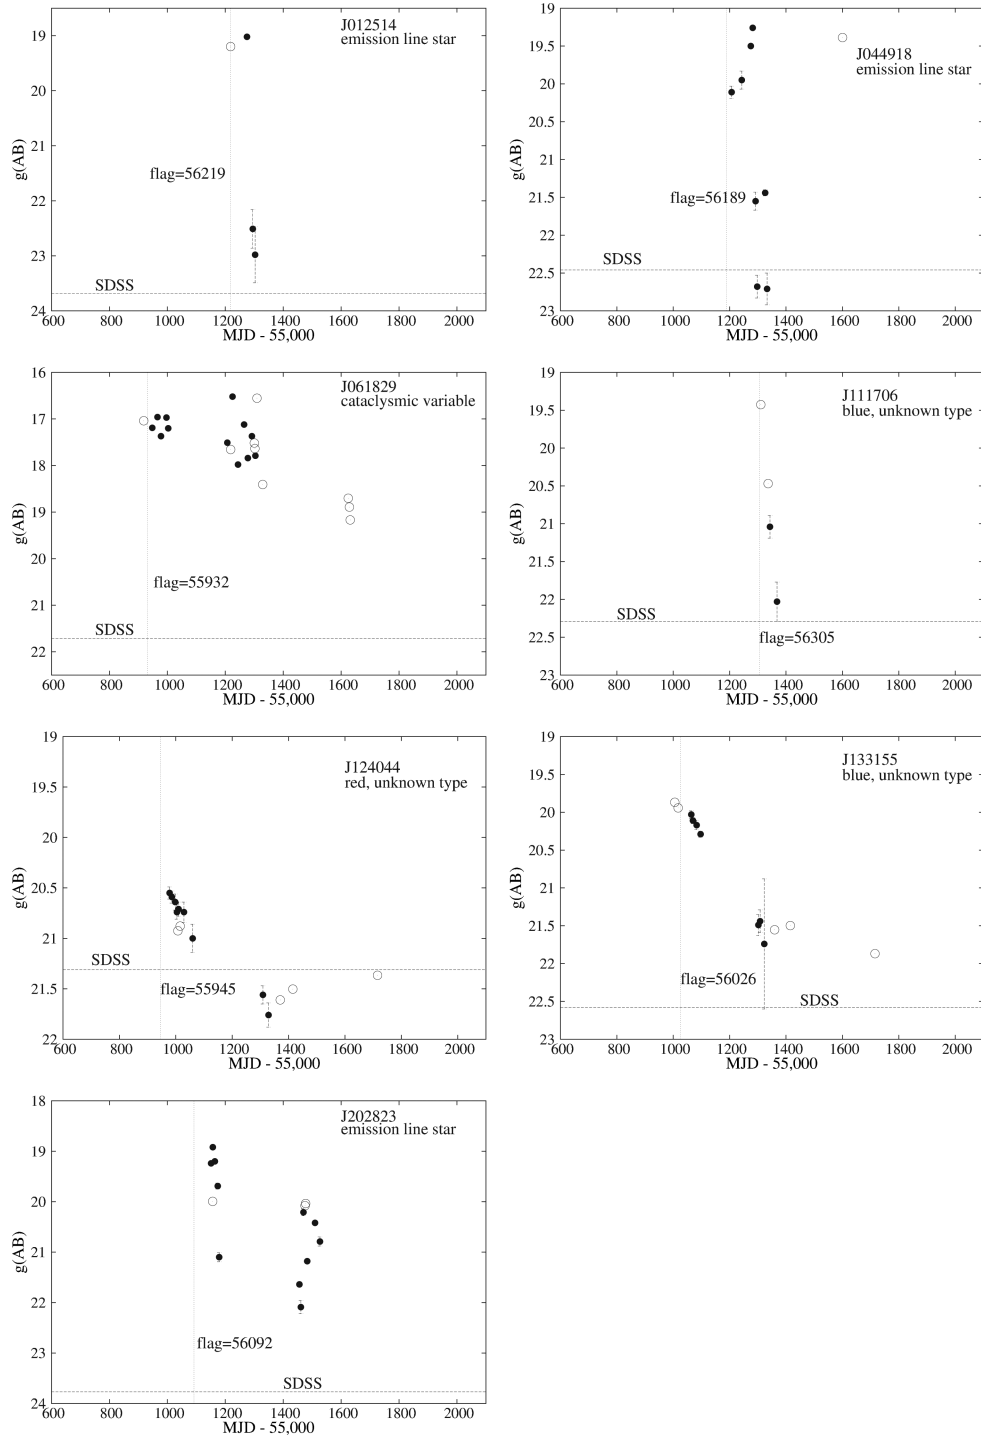 J012514
emission line star
g(AB)
19
20
21
22
23
24
flag=56219
SDSS
600 800 1000 1200 1400 1600 1800 2000
MJD - 55,000
J044918
emission line star
g(AB)
19
19.5
20
20.5
21
21.5
22
22.5
23
flag=56189
SDSS
600 800 1000 1200 1400 1600 1800 2000
MJD - 55,000
J061829
cataclysmic variable
g(AB)
16
17
18
19
20
21
22
flag=55932
SDSS
600 800 1000 1200 1400 1600 1800 2000
MJD - 55,000
J111706
blue, unknown type
g(AB)
19
19.5
20
20.5
21
21.5
22
22.5
23
SDSS
flag=56305
600 800 1000 1200 1400 1600 1800 2000
MJD - 55,000
J124044
red, unknown type
g(AB)
19
19.5
20
20.5
21
21.5
22
SDSS
flag=55945
600 800 1000 1200 1400 1600 1800 2000
MJD - 55,000
J133155
blue, unknown type
g(AB)
19
19.5
20
20.5
21
21.5
22
22.5
23
flag=56026
SDSS
600 800 1000 1200 1400 1600 1800 2000
MJD - 55,000
J202823
emission line star
g(AB)
18
19
20
21
22
23
24
flag=56092
SDSS
600 800 1000 1200 1400 1600 1800 2000
MJD - 55,000